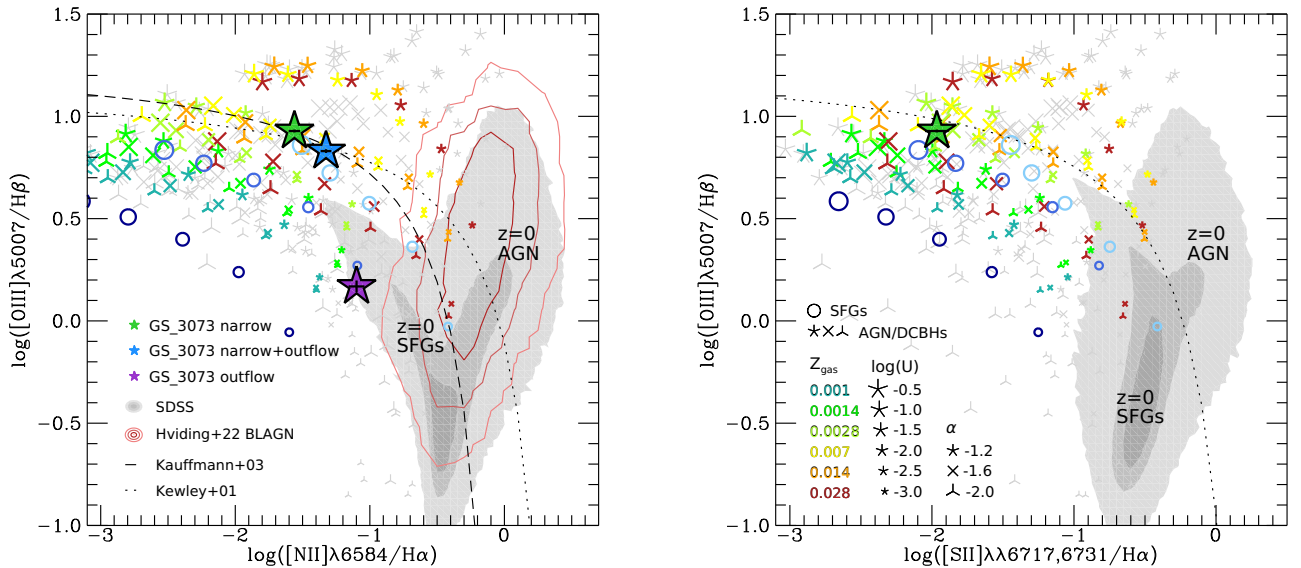 1.5
1.0
0.5
0.0
−0.5
−1.0
log([OIII]λ5007/Hβ)
z=0
AGN
z=0
SFGs
GS_3073 narrow
GS_3073 narrow+outflow
GS_3073 outflow
SDSS
Hviding+22 BLAGN
Kauffmann+03
Kewley+01
−3
−2
−1
0
log([NII]λ6584/Hα)
1.5
1.0
0.5
0.0
−0.5
−1.0
log([OIII]λ5007/Hβ)
z=0
AGN
z=0
SFGs
SFGs
AGN/DCBHs
Zgas log(U)
0.001 -0.5
0.0014 -1.0
0.0028 -1.5 α
0.007 -2.0 -1.2
0.014 -2.5 -1.6
0.028 -3.0 -2.0
−3
−2
−1
0
log([SII]λλ6717,6731/Hα)